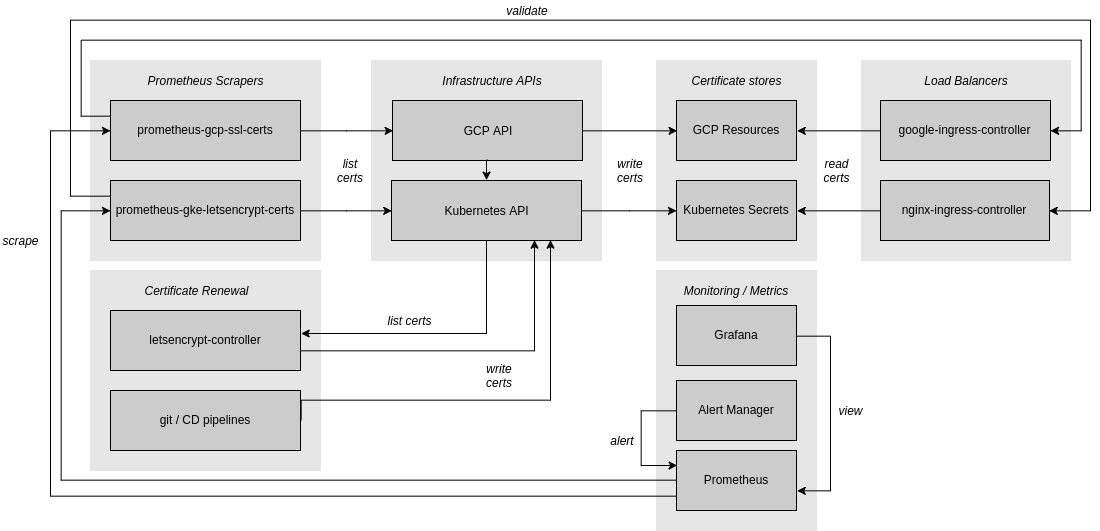 validate
Prometheus Scrapers
Infrastructure APIs
Certificate stores
Load Balancers
prometheus-gcp-ssl-certs
GCP API
GCP Resources
google-ingress-controller
list
certs
write
certs
read
certs
prometheus-gke-letsencrypt-certs
Kubernetes API
Kubernetes Secrets
nginx-ingress-controller
scrape
Certificate Renewal
Monitoring / Metrics
letsencrypt-controller
list certs
Grafana
write
certs
git / CD pipelines
Alert Manager
view
alert
Prometheus